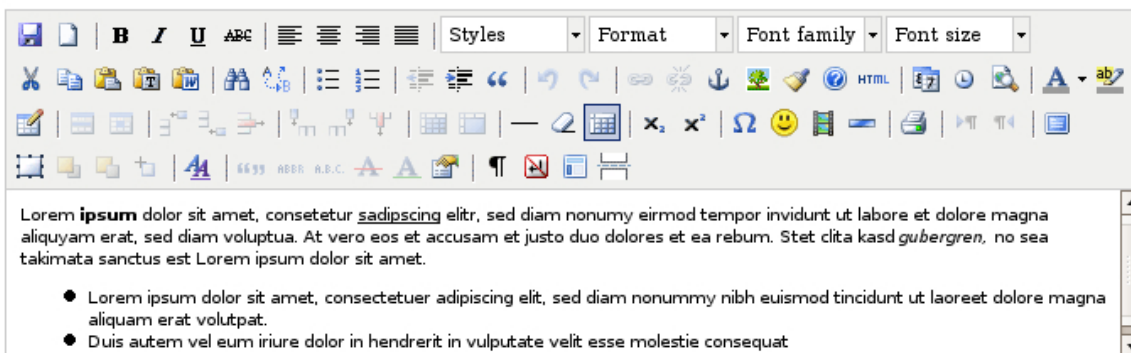 B I U ABC Styles Format Font family Font size
HTML A ab
ABBR A.B.C. A A
Lorem ipsum dolor sit amet, consetetur sadipscing elitr, sed diam nonumy eirmod tempor invidunt ut labore et dolore magna
aliquyam erat, sed diam voluptua. At vero eos et accusam et justo duo dolores et ea rebum. Stet clita kasd gubergren, no sea
takimata sanctus est Lorem ipsum dolor sit amet.
Lorem ipsum dolor sit amet, consectetuer adipiscing elit, sed diam nonummy nibh euismod tincidunt ut laoreet dolore magna
aliquam erat volutpat.
Duis autem vel eum iriure dolor in hendrerit in vulputate velit esse molestie consequat